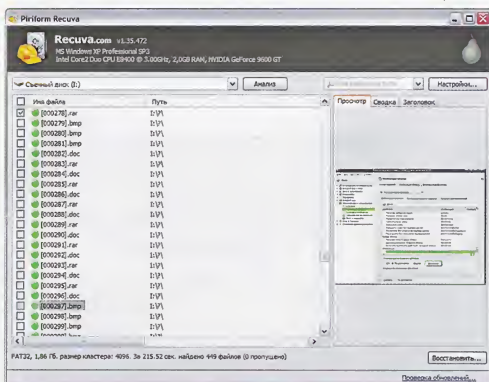 Piriform Recuva
Recuva.com v1.35.472
MS Windows XP Professional SP3
Intel Core2 Duo CPU E8400 @ 3.00GHz, 2,0GB RAM, NVIDIA GeForce 9600 GT
Съемный диск (I:)
Анализ
Настройки...
Имя файла Путь
Просмотр Сводка Заголовок
[000278].rar I:\?\
[000279].bmp I:\?\
[000280].bmp I:\?\
[000281].bmp I:\?\
[000282].doc I:\?\
[000283].rar I:\?\
[000284].doc I:\?\
[000285].rar I:\?\
[000286].doc I:\?\
[000287].rar I:\?\
[000288].doc I:\?\
[000289].rar I:\?\
[000290].doc I:\?\
[000291].rar I:\?\
[000292].doc I:\?\
[000293].rar I:\?\
[000294].doc I:\?\
[000295].rar I:\?\
[000296].doc I:\?\
[000297].bmp I:\?\
[000298].bmp I:\?\
[000299].bmp I:\?\
FAT32, 1,86 Гб. размер кластера: 4096. За 215.52 сек. найдено 449 файлов (0 пропущено)
Восстановить...
Проверка обновлений...